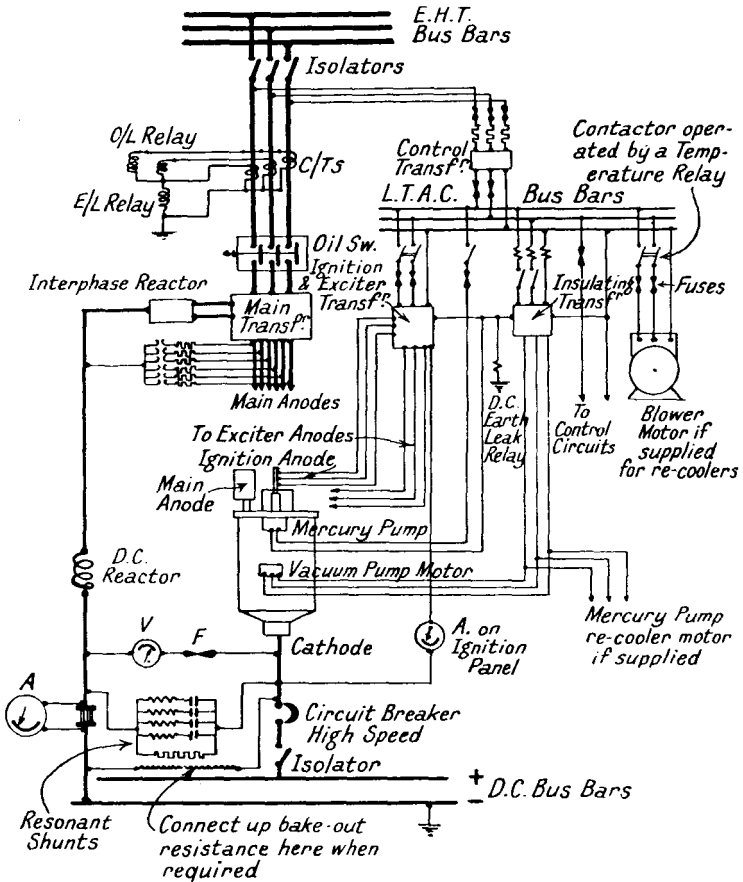 E.H.T.
Bus Bars
Isolators
O/L Relay
C/Ts
E/L Relay
Control
Transfr.
Contactor oper-
ated by a Temp-
erature Relay
L.T.A.C.
Bus Bars
Oil Sw.
Ignition
& Exciter
Transfr.
Interphase Reactor
Main
Transfr.
Insulating
Transfr.
Fuses
Main Anodes
D.C.
Earth
Leak
Relay
To
Control
Circuits
Blower
Motor if
supplied
for re-coolers
To Exciter Anodes
Ignition Anode
Main
Anode
Mercury Pump
D.C.
Reactor
Vacuum Pump Motor
Mercury Pump
re-cooler motor
if supplied
V
F
Cathode
A. on
Ignition
Panel
A
Circuit Breaker
High Speed
Isolator
+
- D.C. Bus Bars
Resonant
Shunts
Connect up bake-out
resistance here when
required